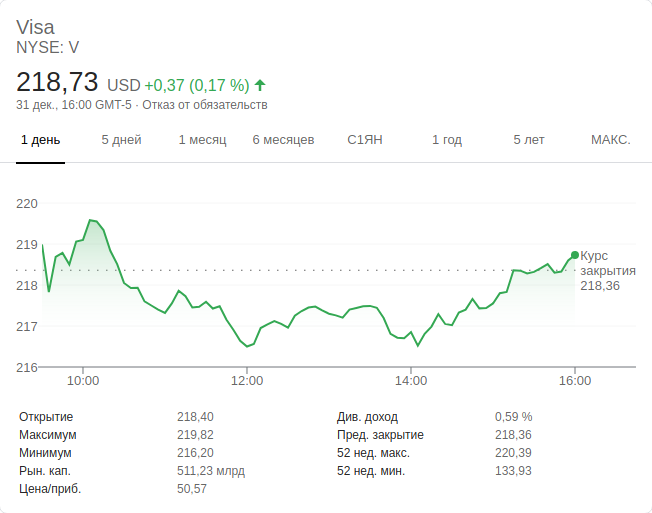 Visa
NYSE: V
218,73 USD +0,37 (0,17 %)
31 дек., 16:00 GMT-5 · Отказ от обязательств
1 день 5 дней 1 месяц 6 месяцев С1ЯН 1 год 5 лет МАКС.
220
219
218
217
216
Курс
закрытия
218,36
10:00 12:00 14:00 16:00
Открытие 218,40 Див. доход 0,59 %
Максимум 219,82 Пред. закрытие 218,36
Минимум 216,20 52 нед. макс. 220,39
Рын. кап. 511,23 млрд 52 нед. мин. 133,93
Цена/приб. 50,57